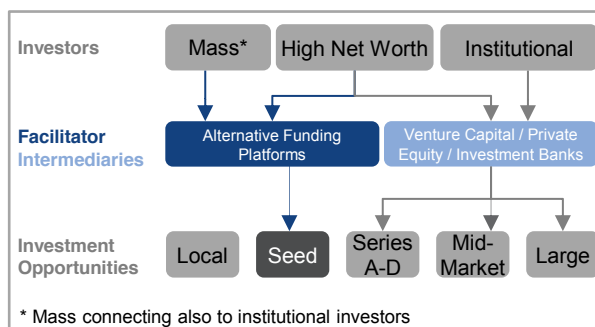 Investors
Mass*
High Net Worth
Institutional
Facilitator
Intermediaries
Alternative Funding
Platforms
Venture Capital / Private
Equity / Investment Banks
Investment
Opportunities
Local
Seed
Series
A-D
Mid-
Market
Large
* Mass connecting also to institutional investors